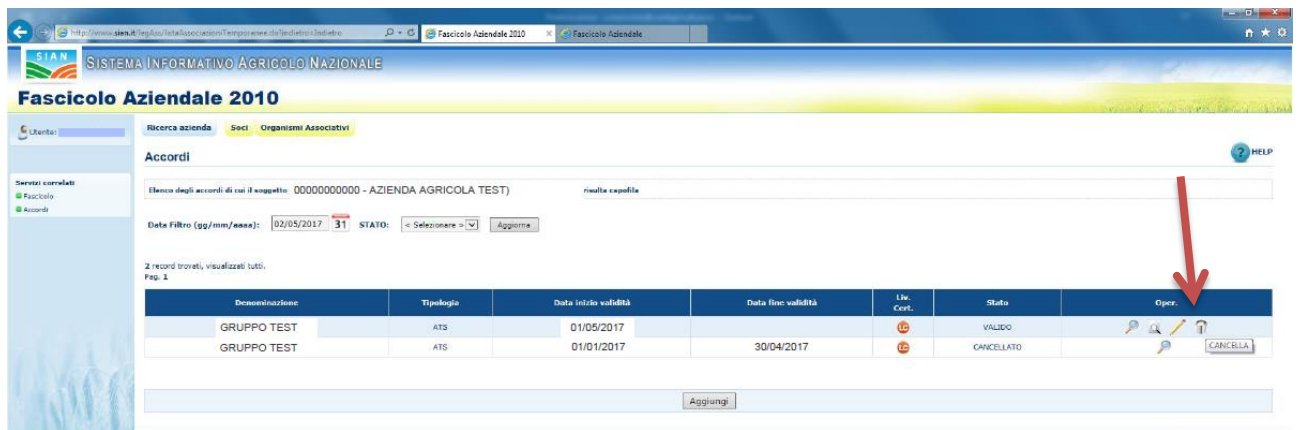 http://www.sian.it/
Fascicolo Aziendale 2010
Fascicolo Aziendale
SIAN
SISTEMA INFORMATIVO AGRICOLO NAZIONALE
Fascicolo Aziendale 2010
Utente:
Ricerca azienda Soci Organismi Associativi
Accordi
HELP
Servizi correlati
Fascicolo
Accordi
Elenco degli accordi di cui il soggetto 00000000000 - AZIENDA AGRICOLA TEST) risulta capofila
Data Filtro (gg/mm/aaaa): 02/05/2017 31 STATO: < Selezionare > Aggiorna
2 record trovati, visualizzati tutti.
Pag. 1
Denominazione Tipologia Data inizio validità Data fine validità Liv. Cert. Stato Oper.
GRUPPO TEST ATS 01/05/2017 LC VALIDO
GRUPPO TEST ATS 01/01/2017 30/04/2017 LC CANCELLATO
CANCELLA
Aggiungi